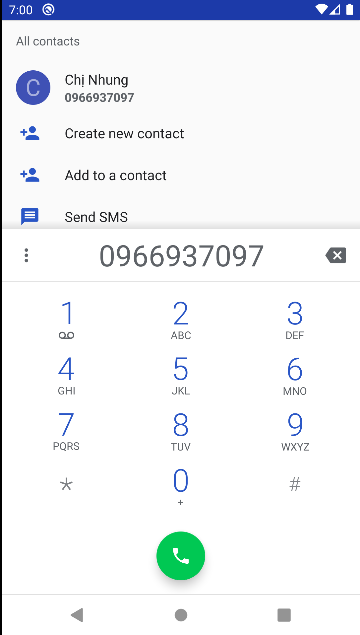 7:00
All contacts
C
Chị Nhung
0966937097
Create new contact
Add to a contact
Send SMS
0966937097
1 2 3
ABC DEF
4 5 6
GHI JKL MNO
7 8 9
PQRS TUV WXYZ
* 0 #
+